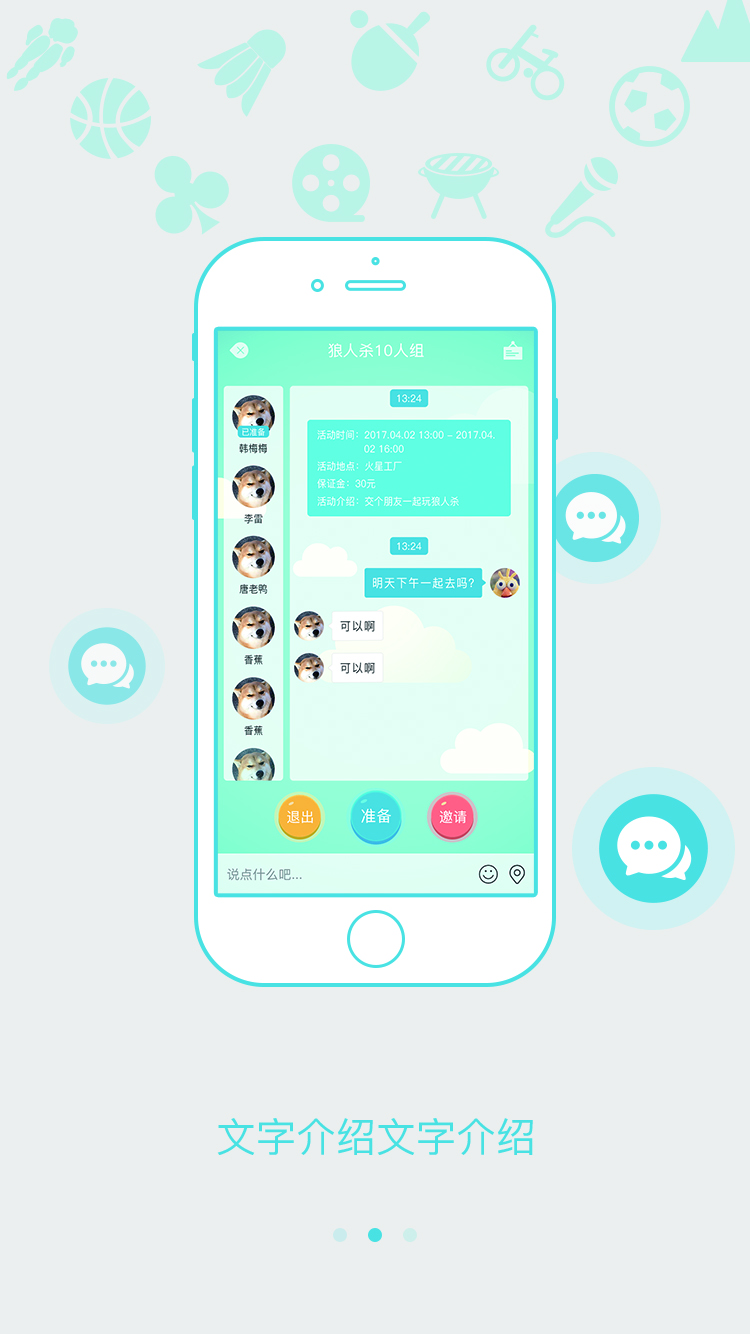 狼人杀10人组
已准备
韩梅梅
李雷
唐老鸭
香蕉
香蕉
13:24
活动时间：2017.04.02 13:00 - 2017.04.
02 16:00
活动地点：火星工厂
保证金：30元
活动介绍：交个朋友一起玩狼人杀
13:24
明天下午一起去吗?
可以啊
可以啊
退出
准备
邀请
说点什么吧...
文字介绍文字介绍